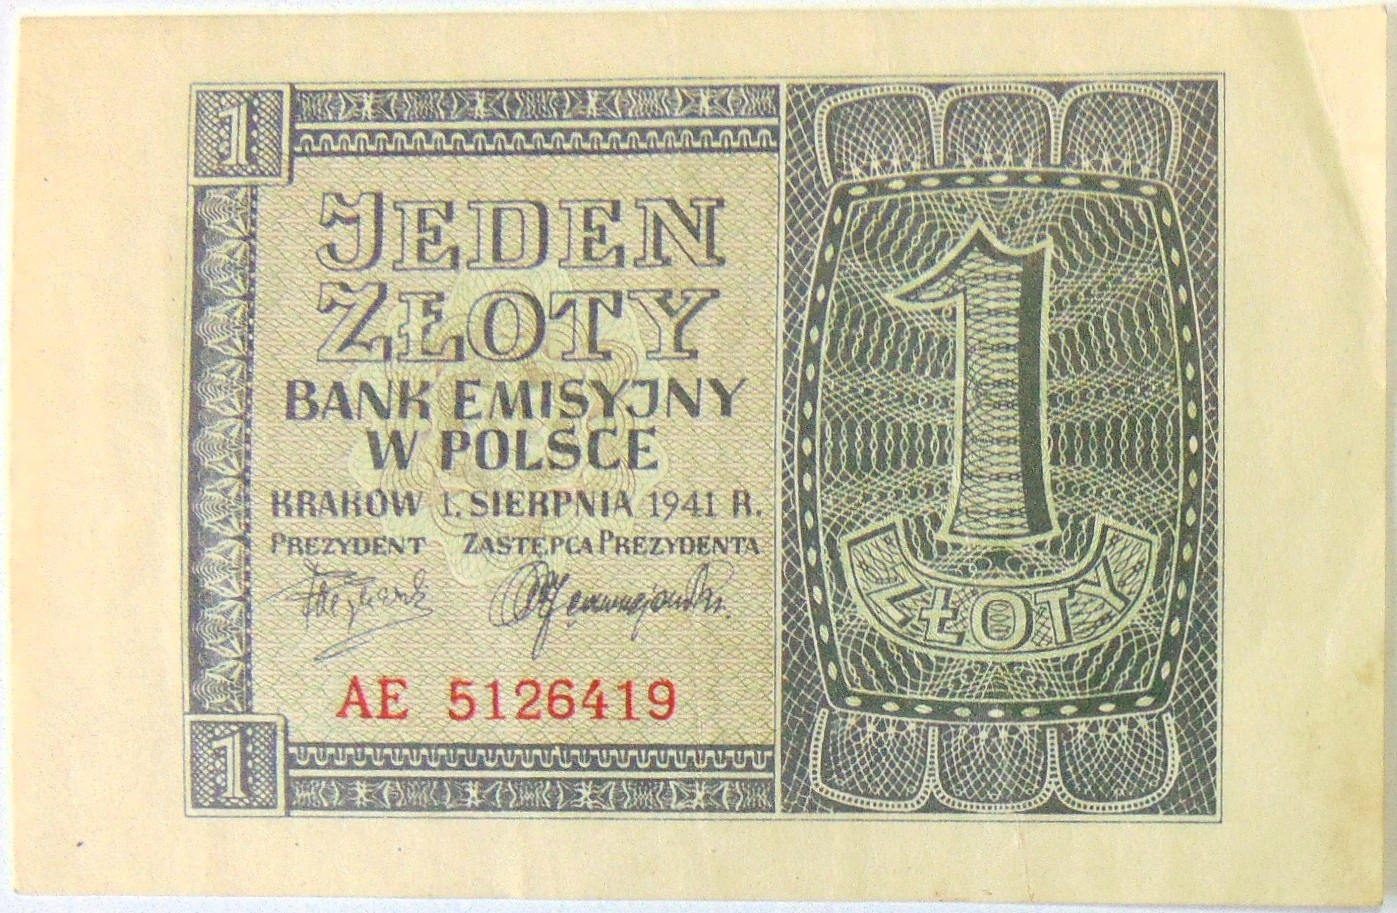 1
JEDEN
ZŁOTY
BANK EMISYJNY
W POLSCE
KRAKÓW 1. SIERPNIA 1941 R.
PREZYDENT ZASTĘPCA PREZYDENTA
AE 5126419
1
1
ZŁOTY